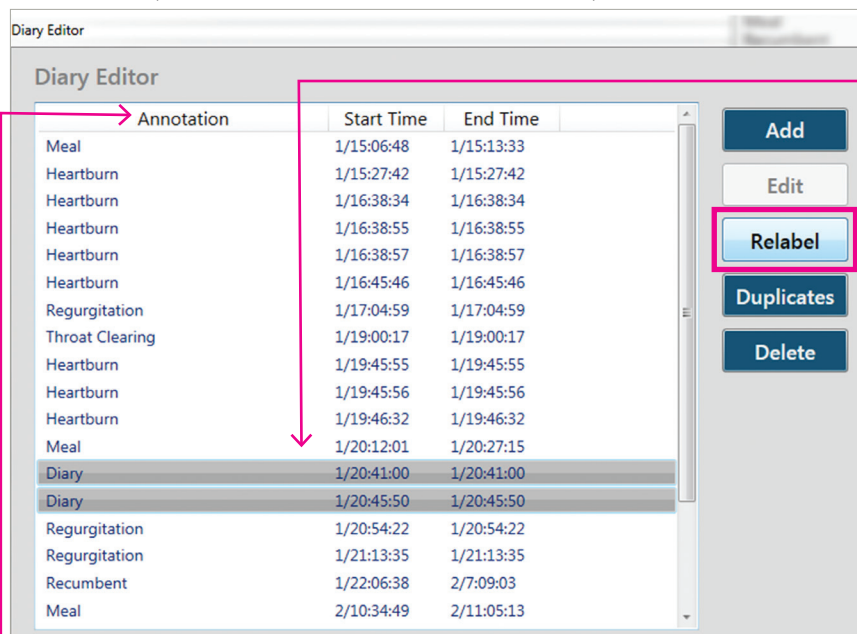 Diary Editor
Diary Editor
Annotation Start Time End Time
Meal 1/15:06:48 1/15:13:33
Heartburn 1/15:27:42 1/15:27:42
Heartburn 1/16:38:34 1/16:38:34
Heartburn 1/16:38:55 1/16:38:55
Heartburn 1/16:38:57 1/16:38:57
Heartburn 1/16:45:46 1/16:45:46
Regurgitation 1/17:04:59 1/17:04:59
Throat Clearing 1/19:00:17 1/19:00:17
Heartburn 1/19:45:55 1/19:45:55
Heartburn 1/19:45:56 1/19:45:56
Heartburn 1/19:46:32 1/19:46:32
Meal 1/20:12:01 1/20:27:15
Diary 1/20:41:00 1/20:41:00
Diary 1/20:45:50 1/20:45:50
Regurgitation 1/20:54:22 1/20:54:22
Regurgitation 1/21:13:35 1/21:13:35
Recumbent 1/22:06:38 2/7:09:03
Meal 2/10:34:49 2/11:05:13
Add
Edit
Relabel
Duplicates
Delete